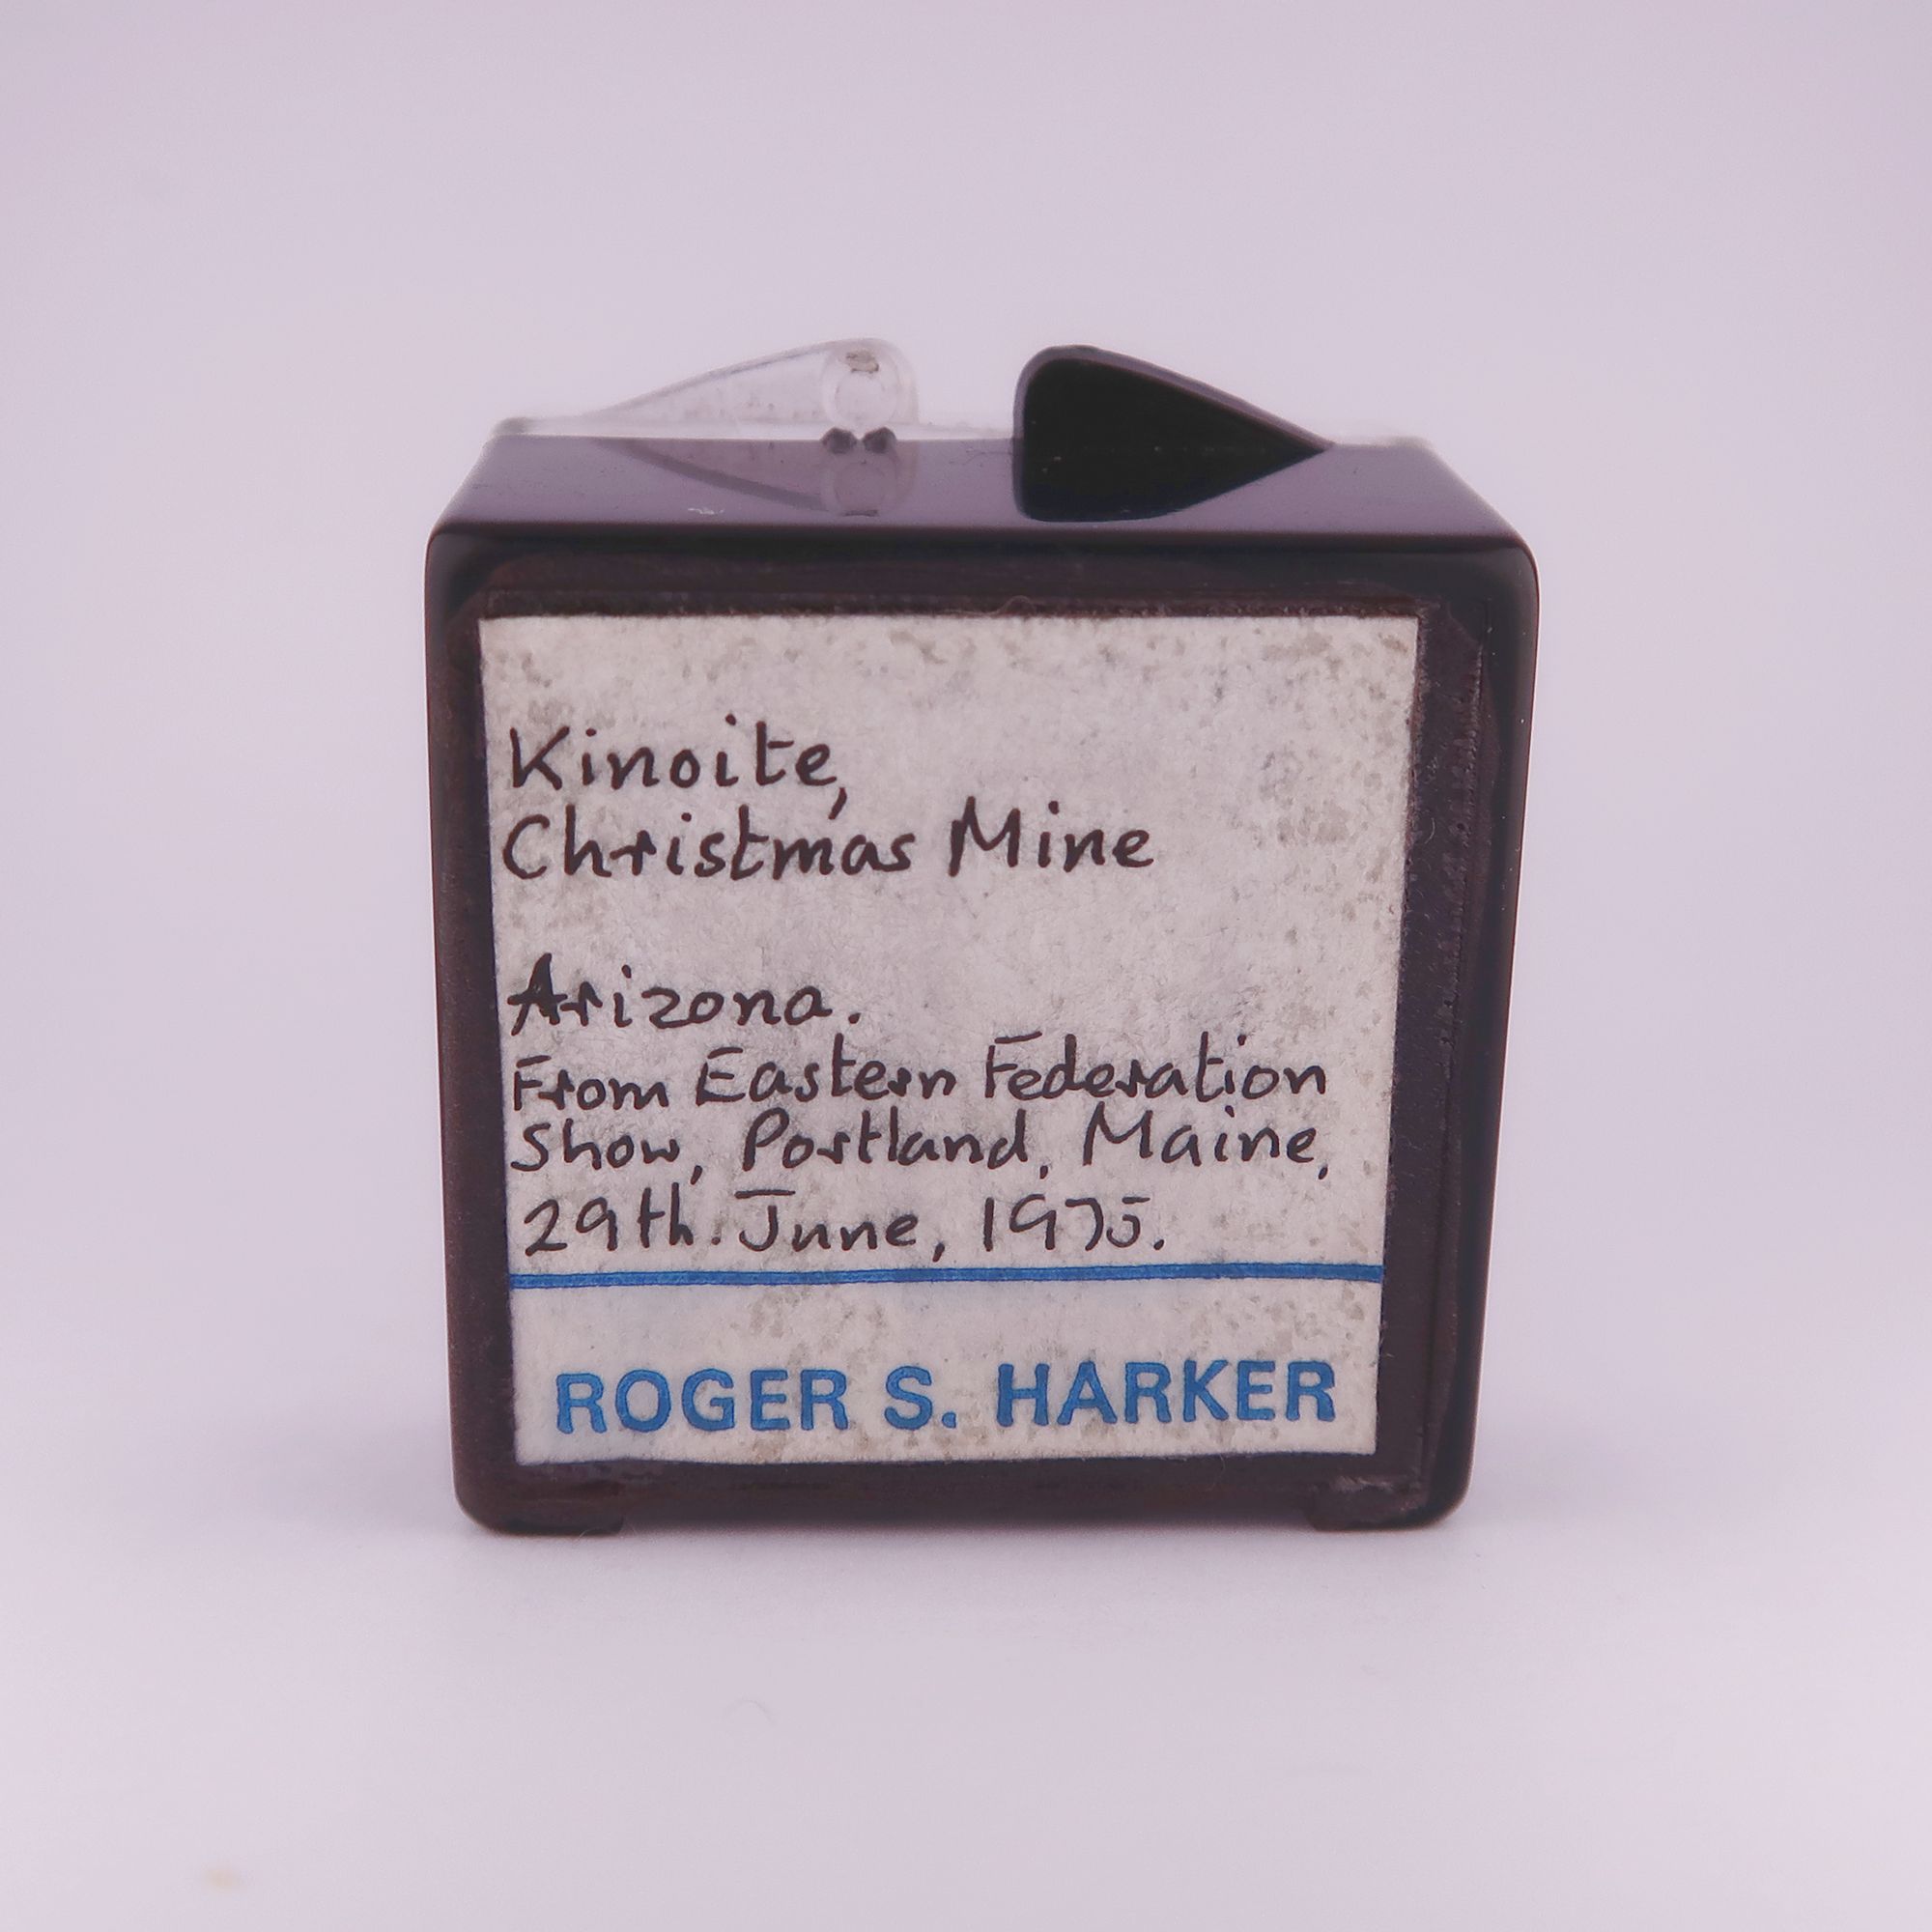 Kinoite,
Christmas Mine
Arizona.
From Eastern Federation
Show, Portland, Maine,
29th. June, 1975.
ROGER S. HARKER